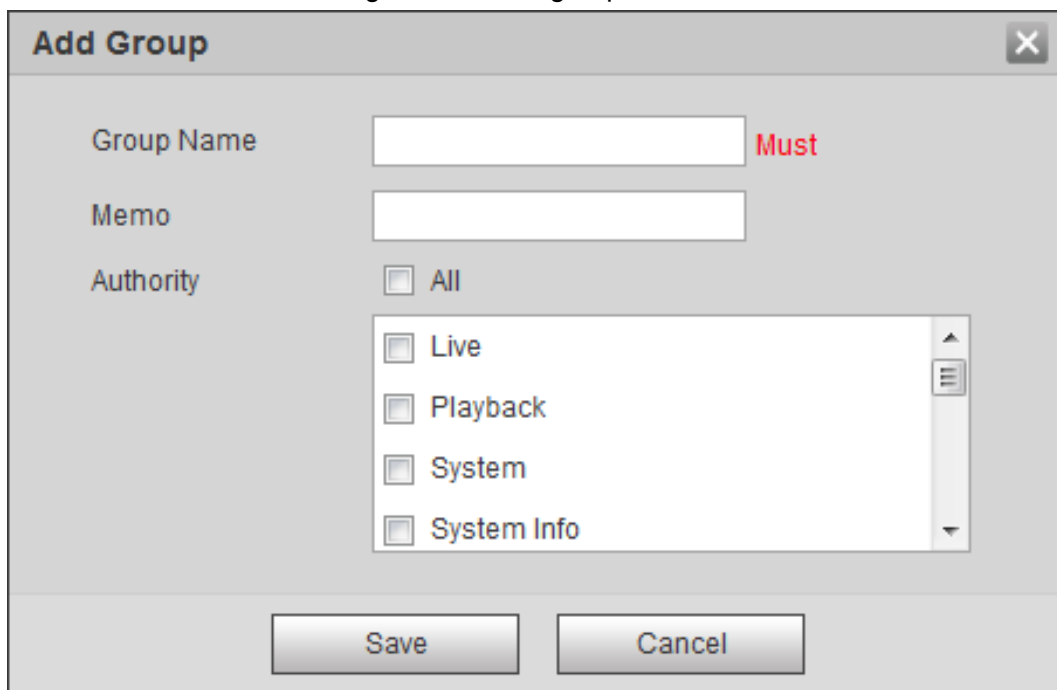 Add Group
Group Name Must
Memo
Authority All
Live
Playback
System
System Info
Save Cancel